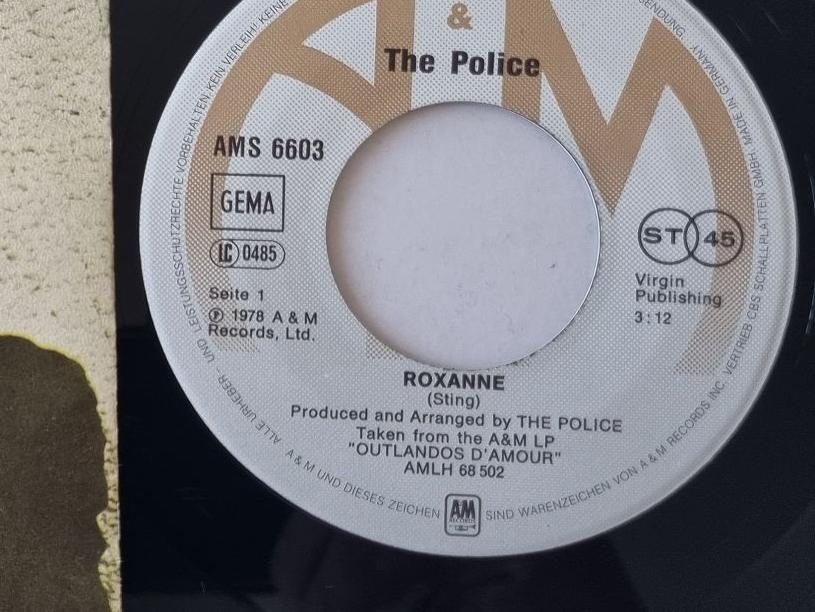 &
The Police
AMS 6603
GEMA
LC 0485
ST 45
Seite 1
℗ 1978 A & M
Records, Ltd.
Virgin
Publishing
3:12
ROXANNE
(Sting)
Produced and Arranged by THE POLICE
Taken from the A&M LP
"OUTLANDOS D'AMOUR"
AMLH 68 502
ALLE URHEBER- UND LEISTUNGSSCHUTZRECHTE VORBEHALTEN KEIN VERLEIH! KEINE
MADE IN GERMANY
A & M UND DIESES ZEICHEN
AM
RECORDS
SIND WARENZEICHEN VON A & M RECORDS INC. VERTRIEB CBS SCHALLPLATTEN GMBH